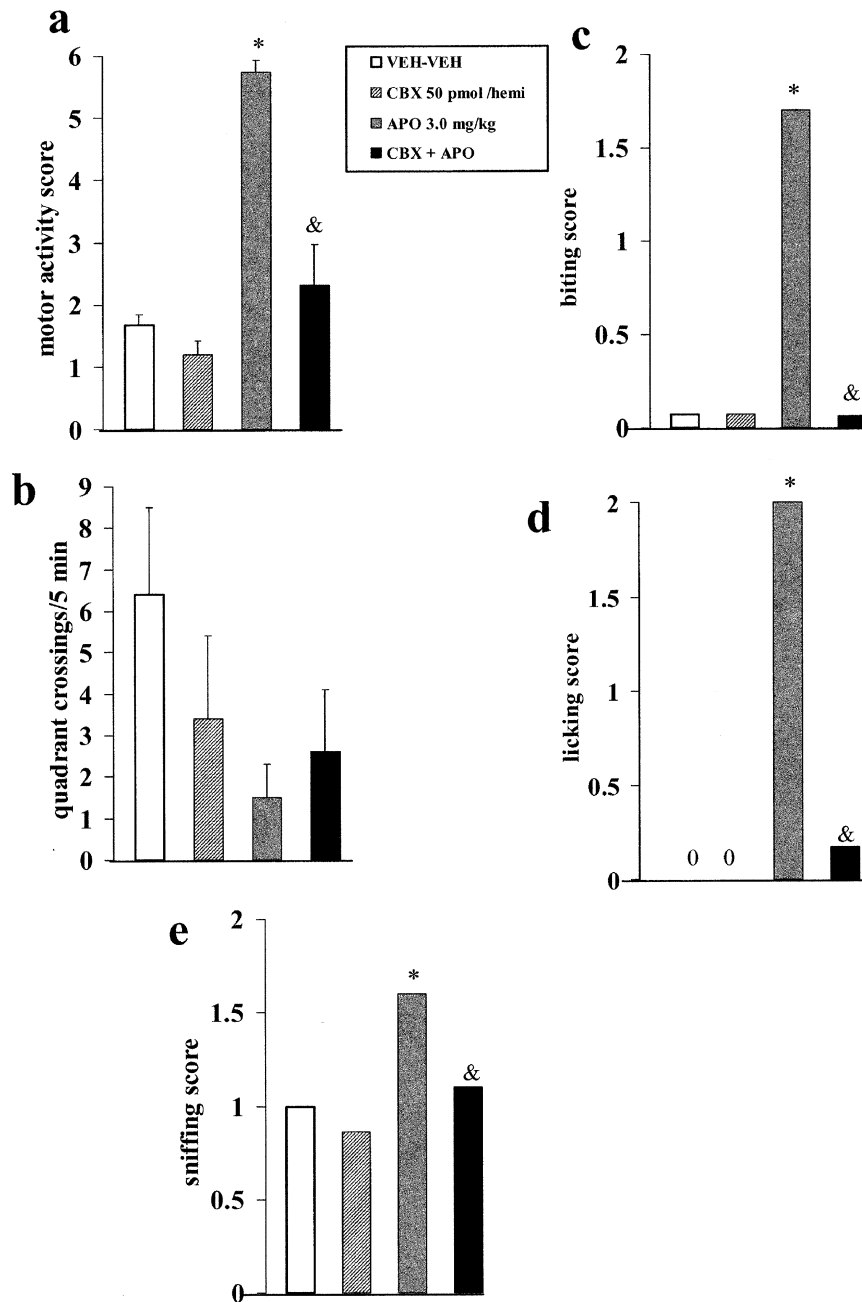 a
*
6
5
4
3
2
1
0
motor activity score
&
VEH-VEH
CBX 50 pmol /hemi
APO 3.0 mg/kg
CBX + APO
c
2
1.5
1
0.5
0
biting score
*
&
b
9
8
7
6
5
4
3
2
1
0
quadrant crossings/5 min
d
2
1.5
1
0.5
0
licking score
0 0
*
&
e
2
1.5
1
0.5
0
sniffing score
*
&